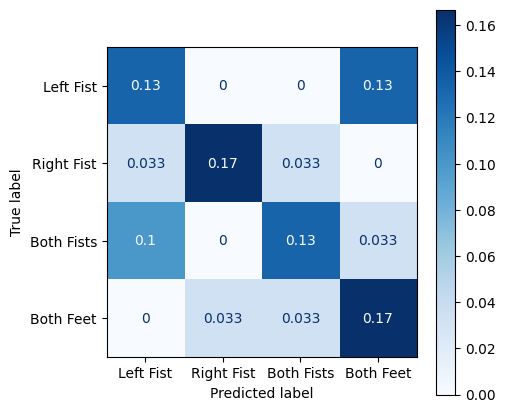 Left Fist 0.13 0 0 0.13
Right Fist 0.033 0.17 0.033 0
Both Fists 0.1 0 0.13 0.033
Both Feet 0 0.033 0.033 0.17
Left Fist Right Fist Both Fists Both Feet
Predicted label
True label
0.16
0.14
0.12
0.10
0.08
0.06
0.04
0.02
0.00